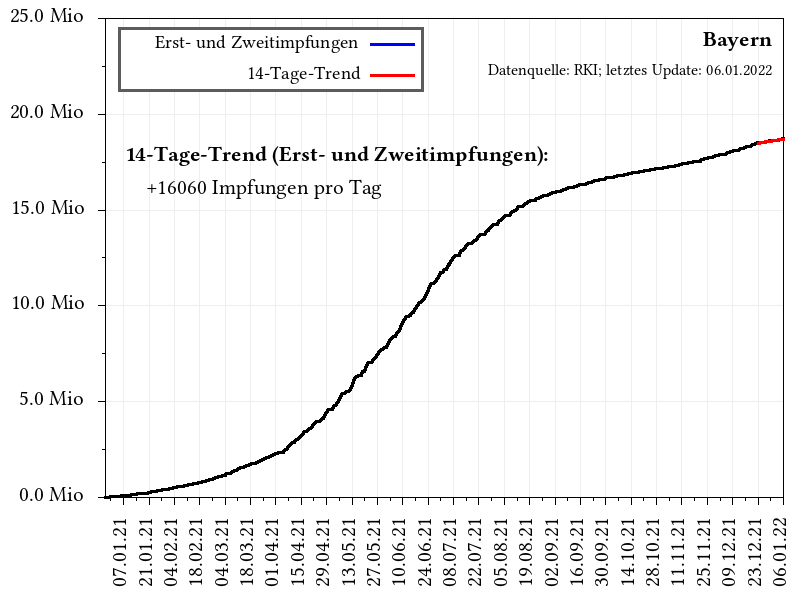 25.0 Mio
20.0 Mio
15.0 Mio
10.0 Mio
5.0 Mio
0.0 Mio
Erst- und Zweitimpfungen
14-Tage-Trend
Bayern
Datenquelle: RKI; letztes Update: 06.01.2022
14-Tage-Trend (Erst- und Zweitimpfungen):
+16060 Impfungen pro Tag
07.01.21
21.01.21
04.02.21
18.02.21
04.03.21
18.03.21
01.04.21
15.04.21
29.04.21
13.05.21
27.05.21
10.06.21
24.06.21
08.07.21
22.07.21
05.08.21
19.08.21
02.09.21
16.09.21
30.09.21
14.10.21
28.10.21
11.11.21
25.11.21
09.12.21
23.12.21
06.01.22